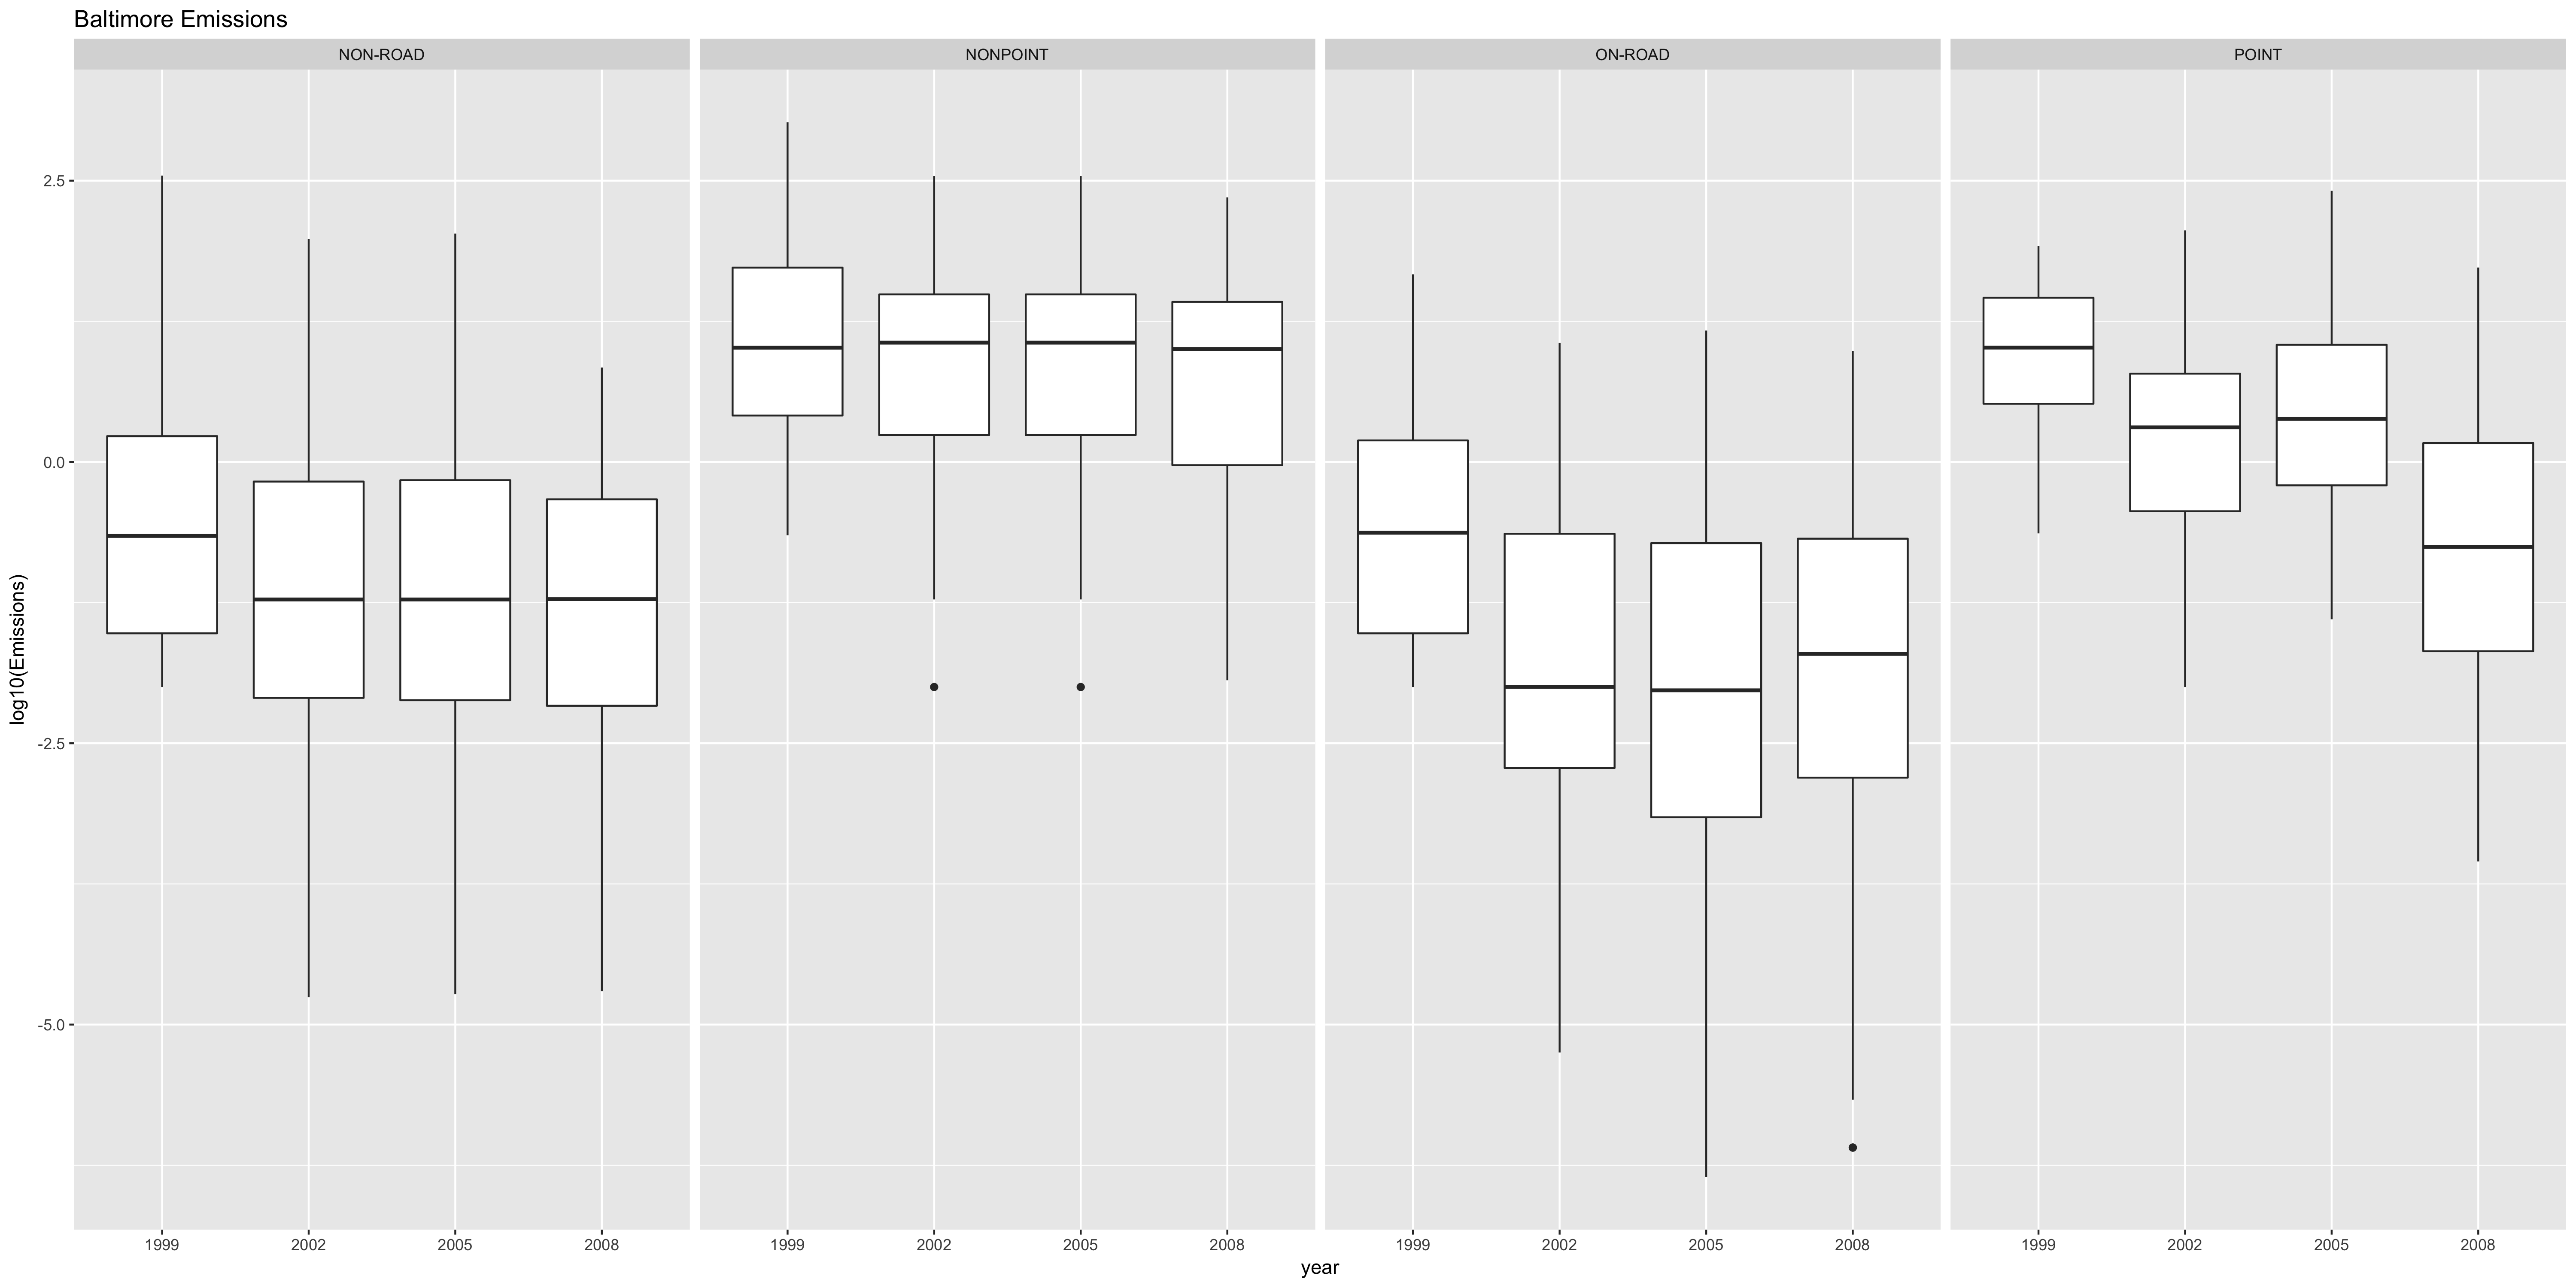 Baltimore Emissions
NON-ROAD NONPOINT ON-ROAD POINT
2.5
0.0
-2.5
-5.0
log10(Emissions)
1999 2002 2005 2008 1999 2002 2005 2008 1999 2002 2005 2008 1999 2002 2005 2008
year